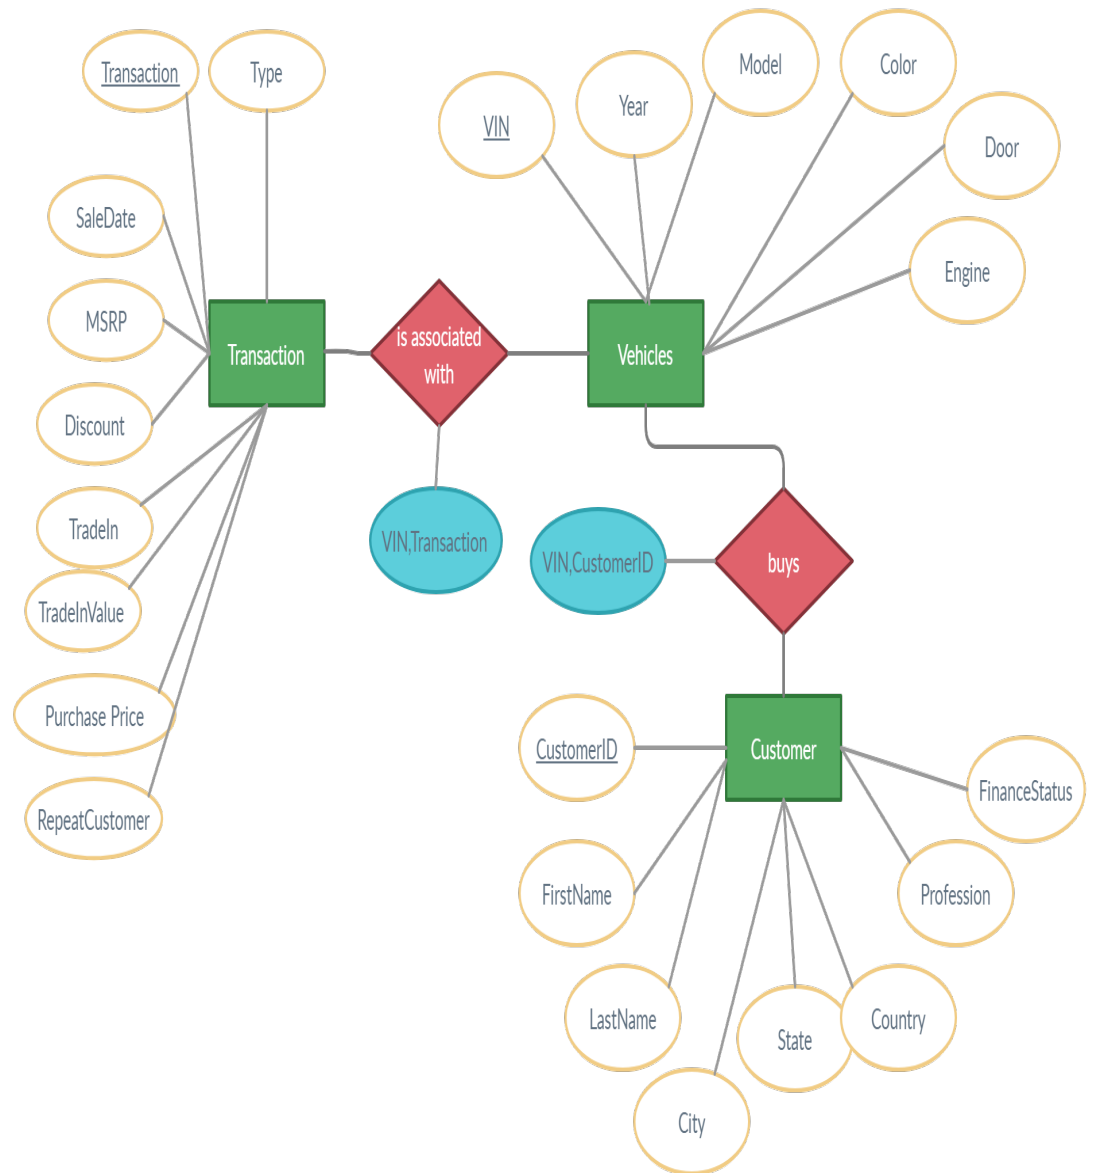 Transaction
Type
VIN
Year
Model
Color
Door
Engine
SaleDate
MSRP
Discount
TradeIn
TradeInValue
Purchase Price
RepeatCustomer
Transaction
is associated
with
Vehicles
VIN,Transaction
VIN,CustomerID
buys
CustomerID
Customer
FinanceStatus
FirstName
Profession
LastName
State
Country
City